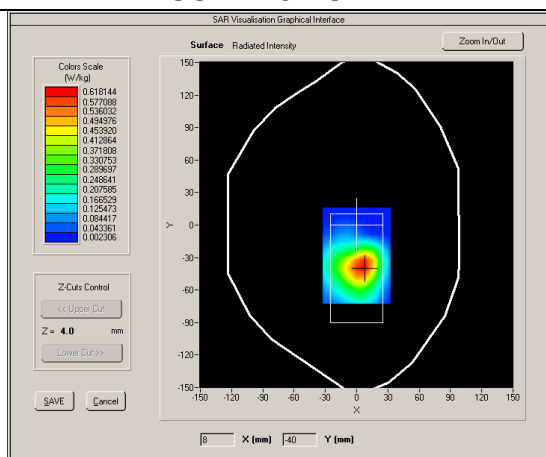 SAR Visualisation Graphical Interface
Surface Radiated Intensity
Zoom In/Out
Colors Scale
(W/kg)
0.618144
0.577088
0.536032
0.494976
0.453920
0.412864
0.371808
0.330753
0.289697
0.248641
0.207585
0.166529
0.125473
0.084417
0.043361
0.002306
Z-Cuts Control
<< Upper Cut
Z = 4.0 mm
Lower Cut >>
SAVE Cancel
150
120
90
60
30
0
-30
-60
-90
-120
-150
Y
-150 -120 -90 -60 -30 0 30 60 90 120 150
X
8 X (mm) -40 Y (mm)